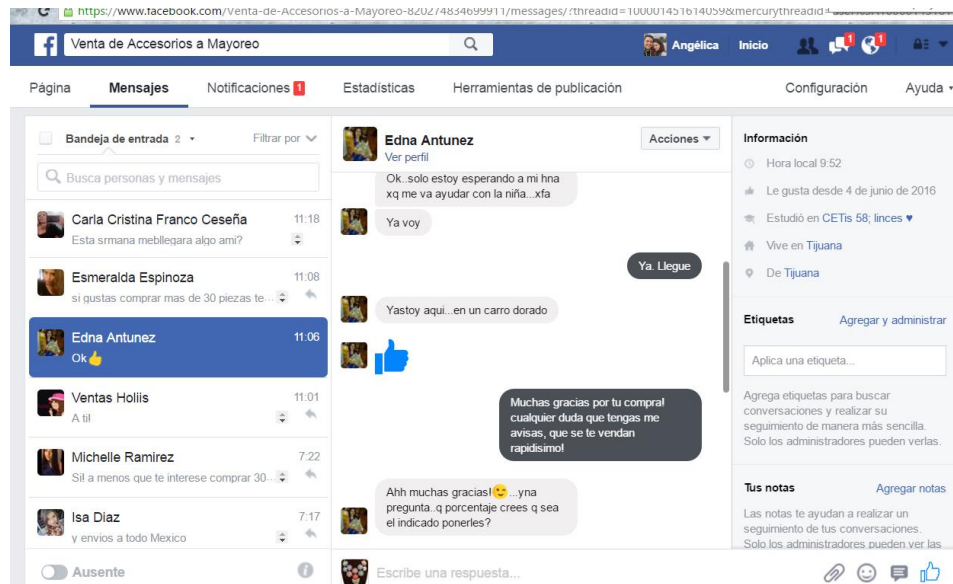 https://www.facebook.com/Venta-de-Accesorios-a-Mayoreo-820274834699911/messages/?threadid=100001451614059&mercurythreadid=
Venta de Accesorios a Mayoreo
Angélica Inicio 1 1
Página Mensajes Notificaciones 1 Estadísticas Herramientas de publicación Configuración Ayuda
Bandeja de entrada 2 Filtrar por
Busca personas y mensajes
Carla Cristina Franco Ceseña 11:18
Esta srmana mebllegara algo ami?
Esmeralda Espinoza 11:08
si gustas comprar mas de 30 piezas te...
Edna Antunez 11:06
Ok
Ventas Holiis 11:01
A ti!
Michelle Ramirez 7:22
Si! a menos que te interese comprar 30...
Isa Diaz 7:17
y envios a todo Mexico
Ausente
Edna Antunez
Ver perfil
Acciones
Ok..solo estoy esperando a mi hna
xq me va ayudar con la niña...xfa
Ya voy
Ya. Llegue
Yastoy aqui...en un carro dorado
Muchas gracias por tu compra!
cualquier duda que tengas me
avisas, que se te vendan
rapidisimo!
Ahh muchas gracias!😉...yna
pregunta..q porcentaje crees q sea
el indicado ponerles?
Escribe una respuesta...
Información
Hora local 9:52
Le gusta desde 4 de junio de 2016
Estudió en CETis 58; linces ♥
Vive en Tijuana
De Tijuana
Etiquetas Agregar y administrar
Aplica una etiqueta...
Agrega etiquetas para buscar
conversaciones y realizar su
seguimiento de manera más sencilla.
Solo los administradores pueden verlas.
Tus notas Agregar notas
Las notas te ayudan a realizar un
seguimiento de tus conversaciones.
Solo los administradores pueden ver las